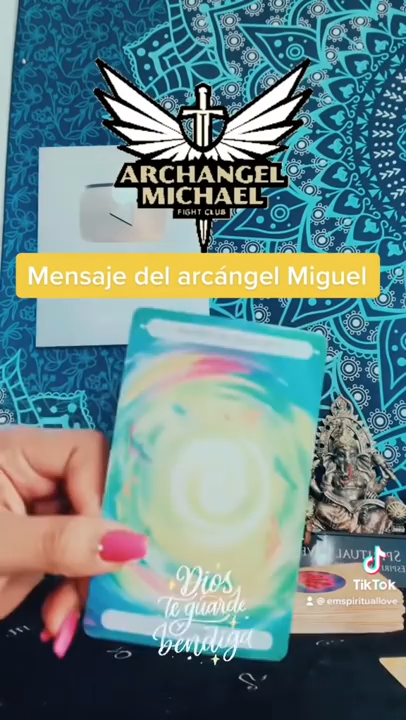 ARCHANGEL
MICHAEL
FIGHT CLUB
Mensaje del arcángel Miguel
Dios
te guarde
y
bendiga
TikTok
@emspirituallove